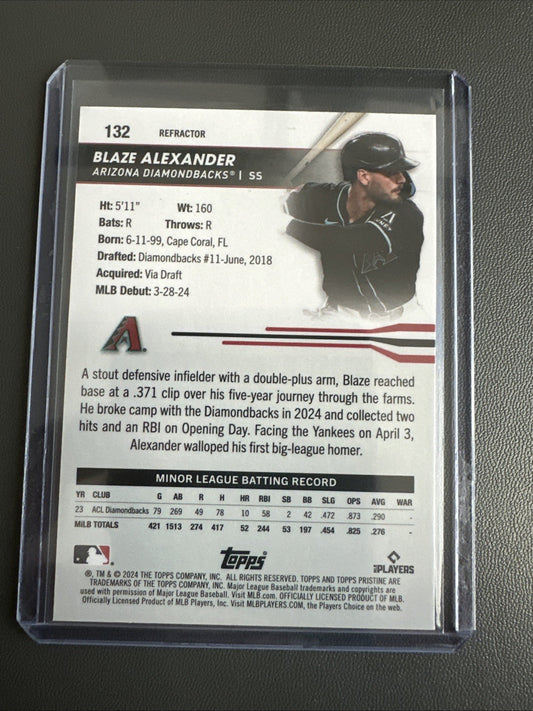 132 REFRACTOR
BLAZE ALEXANDER
ARIZONA DIAMONDBACKS® | SS
Ht: 5'11" Wt: 160
Bats: R Throws: R
Born: 6-11-99, Cape Coral, FL
Drafted: Diamondbacks #11-June, 2018
Acquired: Via Draft
MLB Debut: 3-28-24
A stout defensive infielder with a double-plus arm, Blaze reached
base at a .371 clip over his five-year journey through the farms.
He broke camp with the Diamondbacks in 2024 and collected two
hits and an RBI on Opening Day. Facing the Yankees on April 3,
Alexander walloped his first big-league homer.
MINOR LEAGUE BATTING RECORD
YR CLUB G AB R H HR RBI SB BB SLG OPS AVG WAR
23 ACL Diamondbacks 79 269 49 78 10 58 2 42 .472 .873 .290 -
MiLB TOTALS 421 1513 274 417 52 244 53 197 .454 .825 .276 -
Topps
PLAYERS
®, TM & © 2024 THE TOPPS COMPANY, INC. ALL RIGHTS RESERVED. TOPPS AND TOPPS PRISTINE ARE
TRADEMARKS OF THE TOPPS COMPANY, INC. Major League Baseball trademarks and copyrights are
used with permission of Major League Baseball. Visit MLB.com. OFFICIALLY LICENSED PRODUCT OF MLB
Officially Licensed Product of MLB Players, Inc. Visit MLBPLAYERS.COM, the Players Choice on the web.